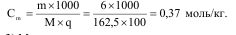 Cm = m×1000 / M×q = 6×1000 / 162,5×100 = 0,37 моль/кг.